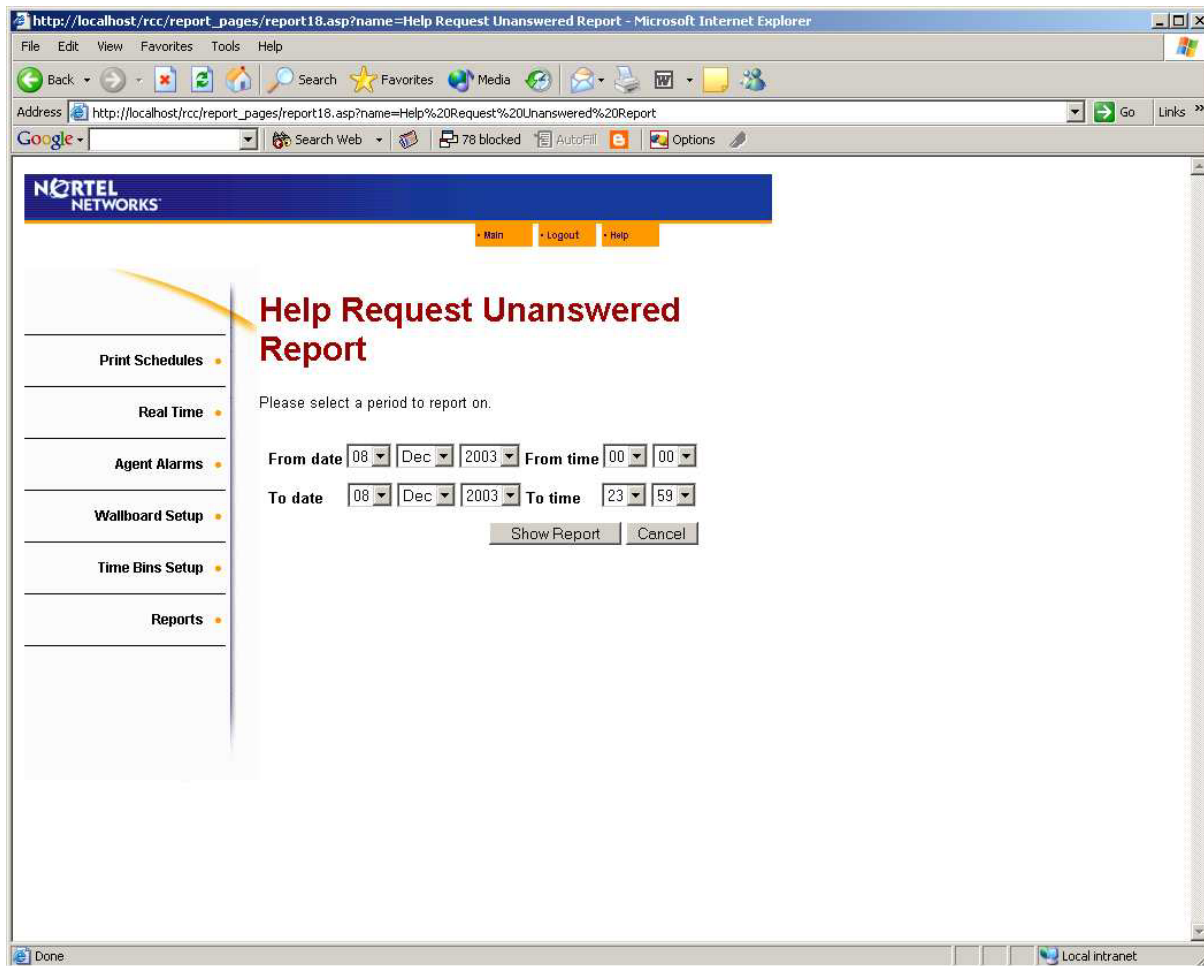 http://localhost/rcc/report_pages/report18.asp?name=Help Request Unanswered Report - Microsoft Internet Explorer
File Edit View Favorites Tools Help
Back Search Favorites Media
Address http://localhost/rcc/report_pages/report18.asp?name=Help%20Request%20Unanswered%20Report Go Links »
Google Search Web 78 blocked AutoFill Options
NORTEL
NETWORKS
Main Logout Help
Help Request Unanswered
Report
Print Schedules
Real Time
Agent Alarms
Wallboard Setup
Time Bins Setup
Reports
Please select a period to report on.
From date 08 Dec 2003 From time 00 00
To date 08 Dec 2003 To time 23 59
Show Report Cancel
Done Local intranet